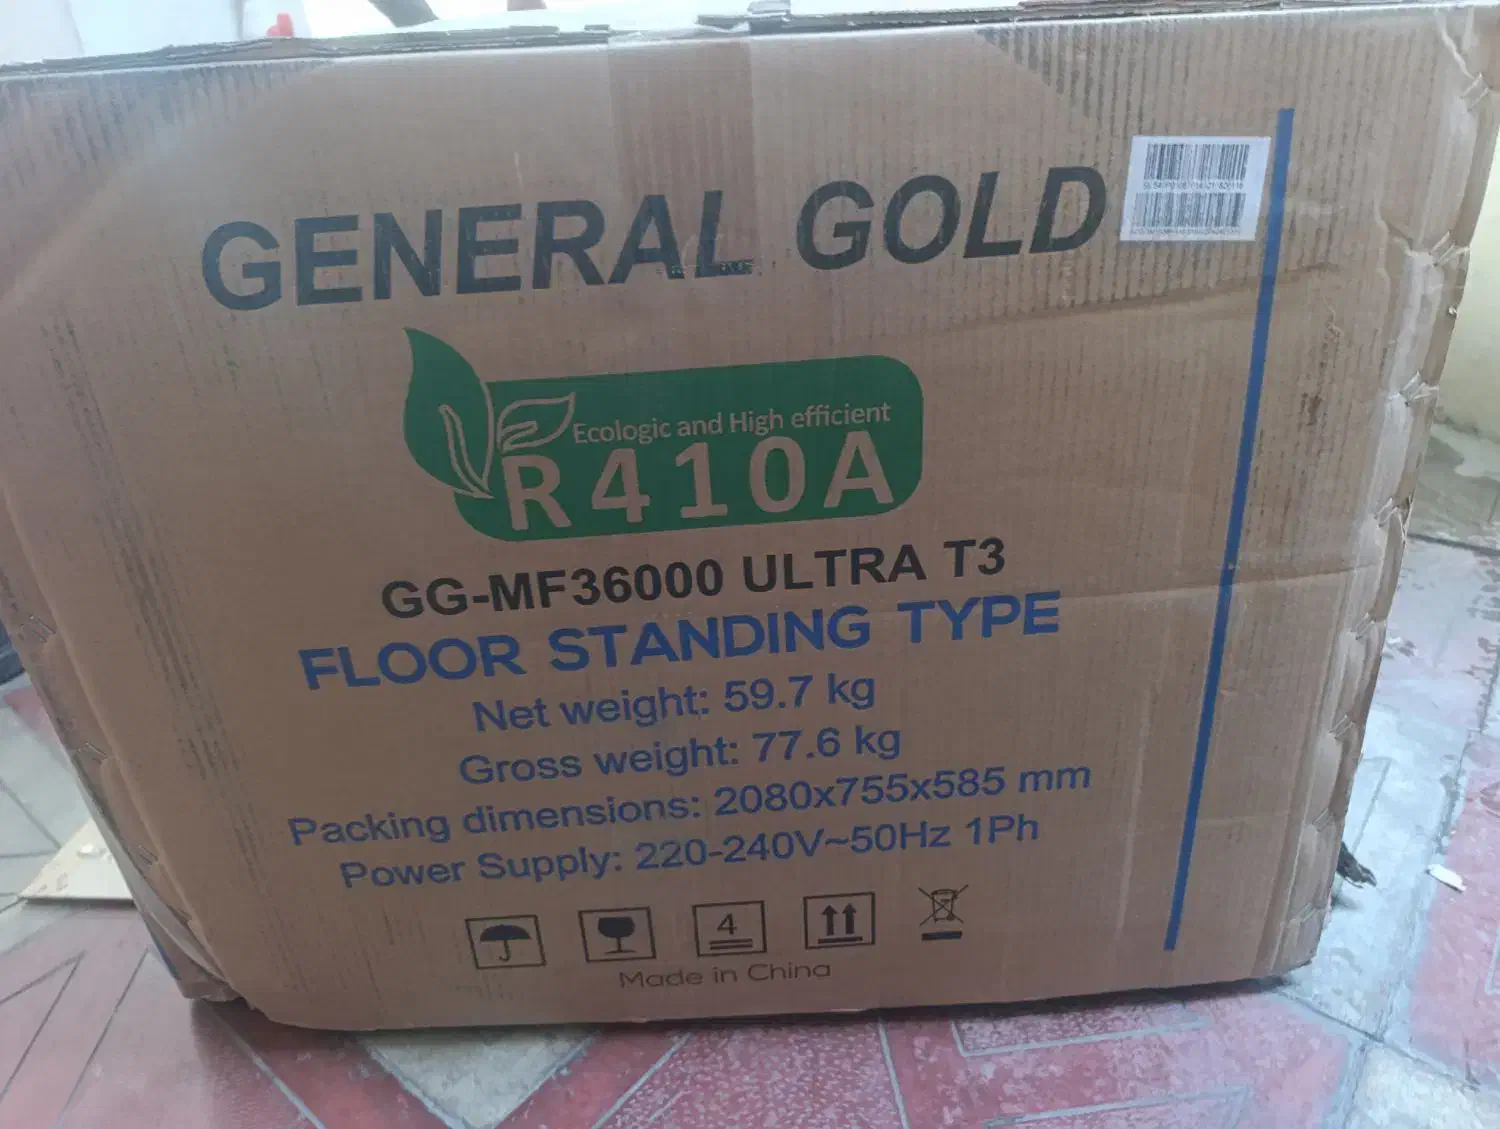 GENERAL GOLD
Ecologic and High efficient
R410A
GG-MF36000 ULTRA T3
FLOOR STANDING TYPE
Net weight: 59.7 kg
Gross weight: 77.6 kg
Packing dimensions: 2080x755x585 mm
Power Supply: 220-240V~50Hz 1Ph
4
Made in China